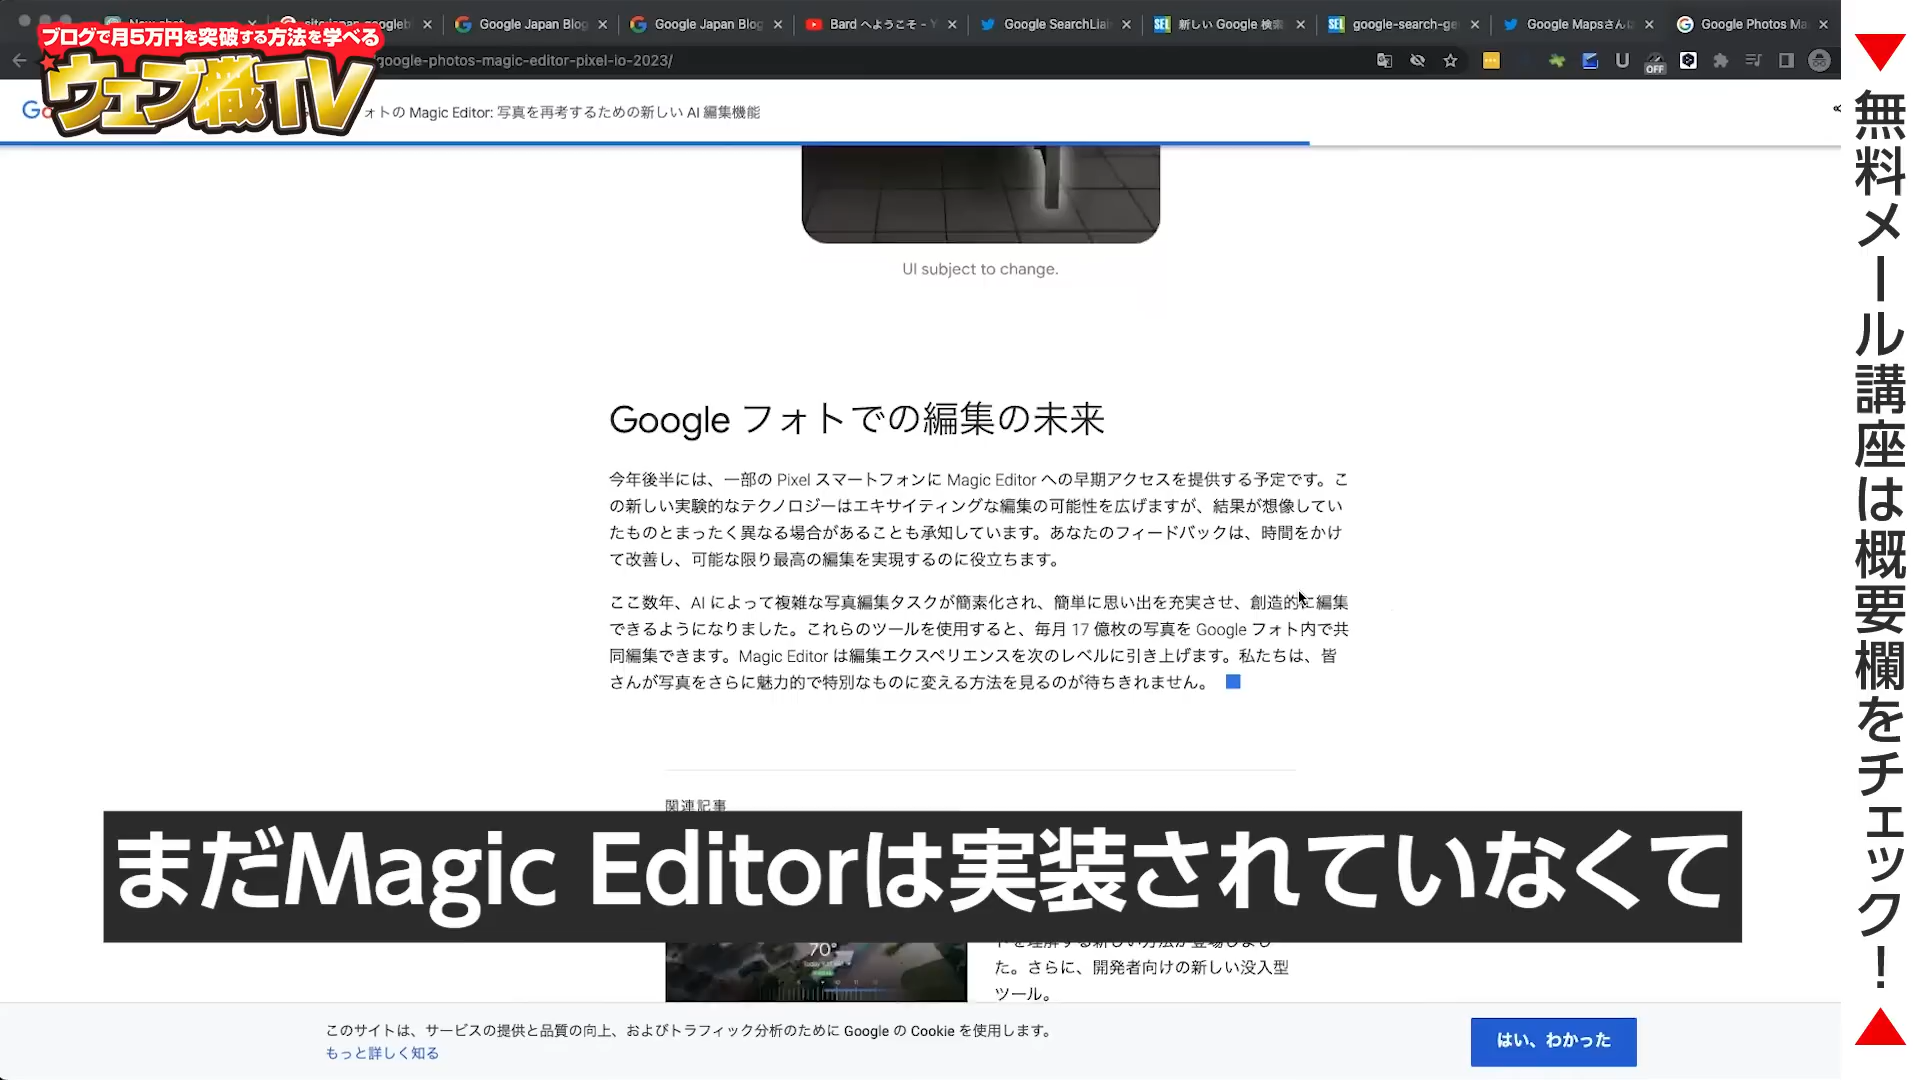 ブログで月5万円を突破する方法を学べる
ウェブ職TV
Google Japan Blog
Google Japan Blog
Bard へようこそ - Y
Google SearchLiai
新しい Google 検索
google-search-ge
Google Mapsさんに
Google Photos Ma
google-photos-magic-editor-pixel-io-2023/
OFF
ォトの Magic Editor: 写真を再考するための新しい AI 編集機能
UI subject to change.
Google フォトでの編集の未来
今年後半には、一部の Pixel スマートフォンに Magic Editor への早期アクセスを提供する予定です。こ
の新しい実験的なテクノロジーはエキサイティングな編集の可能性を広げますが、結果が想像してい
たものとまったく異なる場合があることも承知しています。あなたのフィードバックは、時間をかけ
て改善し、可能な限り最高の編集を実現するのに役立ちます。
ここ数年、AI によって複雑な写真編集タスクが簡素化され、簡単に思い出を充実させ、創造的に編集
できるようになりました。これらのツールを使用すると、毎月 17 億枚の写真を Google フォト内で共
同編集できます。Magic Editor は編集エクスペリエンスを次のレベルに引き上げます。私たちは、皆
さんが写真をさらに魅力的で特別なものに変える方法を見るのが待ちきれません。
関連記事
まだMagic Editorは実装されていなくて
70°
た。さらに、開発者向けの新しい没入型
ツール。
このサイトは、サービスの提供と品質の向上、およびトラフィック分析のために Google の Cookie を使用します。
もっと詳しく知る
はい、わかった
無料メール講座は概要欄をチェック!